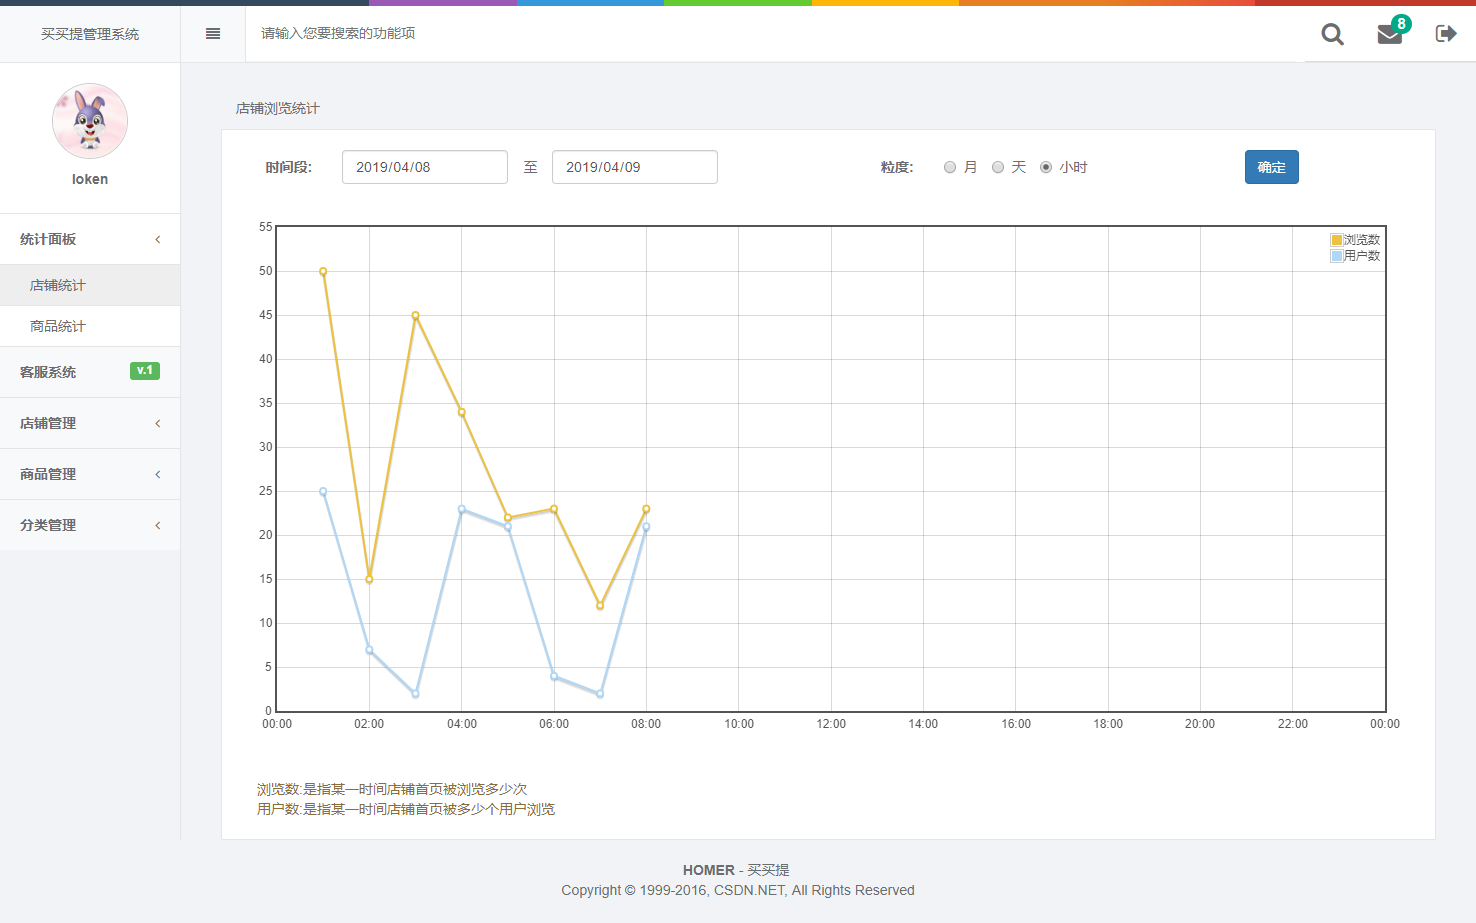 买买提管理系统
请输入您要搜索的功能项
8
loken
统计面板
店铺统计
商品统计
客服系统 v.1
店铺管理
商品管理
分类管理
店铺浏览统计
时间段: 2019/04/08 至 2019/04/09 粒度: 月 天 小时 确定
浏览数
用户数
55
50
45
40
35
30
25
20
15
10
5
0
00:00 02:00 04:00 06:00 08:00 10:00 12:00 14:00 16:00 18:00 20:00 22:00 00:00
浏览数:是指某一时间店铺首页被浏览多少次
用户数:是指某一时间店铺首页被多少个用户浏览
HOMER - 买买提
Copyright © 1999-2016, CSDN.NET, All Rights Reserved